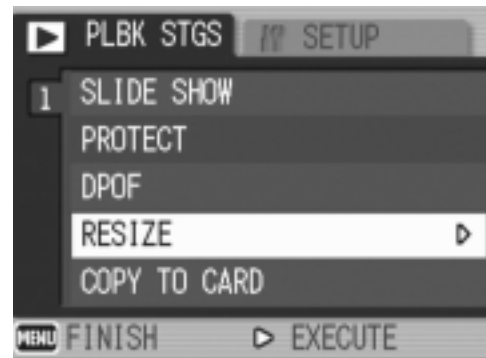 PLBK STGS SETUP
1 SLIDE SHOW
PROTECT
DPOF
RESIZE
COPY TO CARD
MENU FINISH EXECUTE